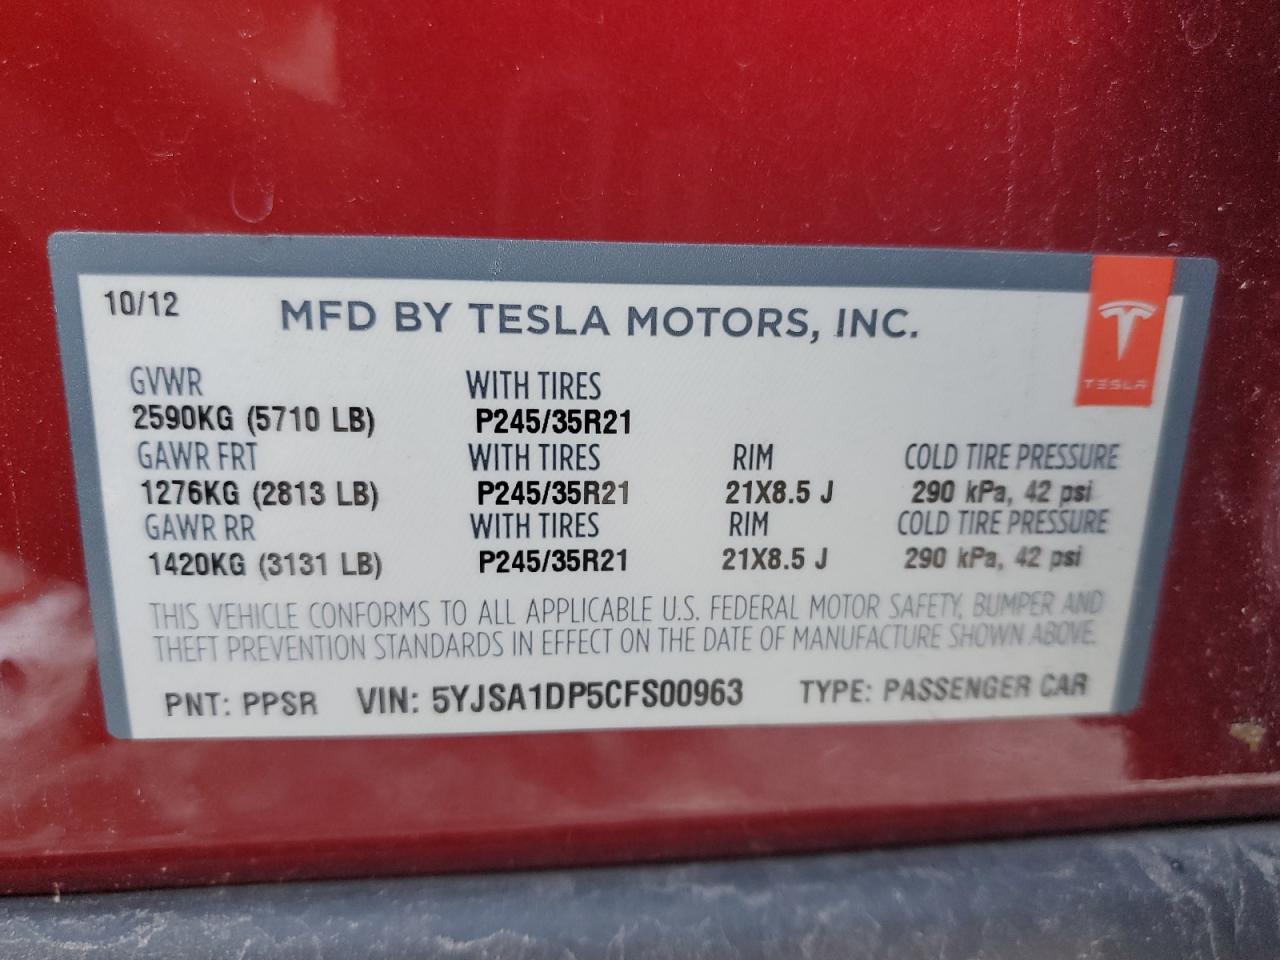 10/12 MFD BY TESLA MOTORS, INC.
TESLA
GVWR WITH TIRES
2590KG (5710 LB) P245/35R21
GAWR FRT WITH TIRES RIM COLD TIRE PRESSURE
1276KG (2813 LB) P245/35R21 21X8.5 J 290 kPa, 42 psi
GAWR RR WITH TIRES RIM COLD TIRE PRESSURE
1420KG (3131 LB) P245/35R21 21X8.5 J 290 kPa, 42 psi
THIS VEHICLE CONFORMS TO ALL APPLICABLE U.S. FEDERAL MOTOR SAFETY, BUMPER AND
THEFT PREVENTION STANDARDS IN EFFECT ON THE DATE OF MANUFACTURE SHOWN ABOVE.
PNT: PPSR VIN: 5YJSA1DP5CFS00963 TYPE: PASSENGER CAR